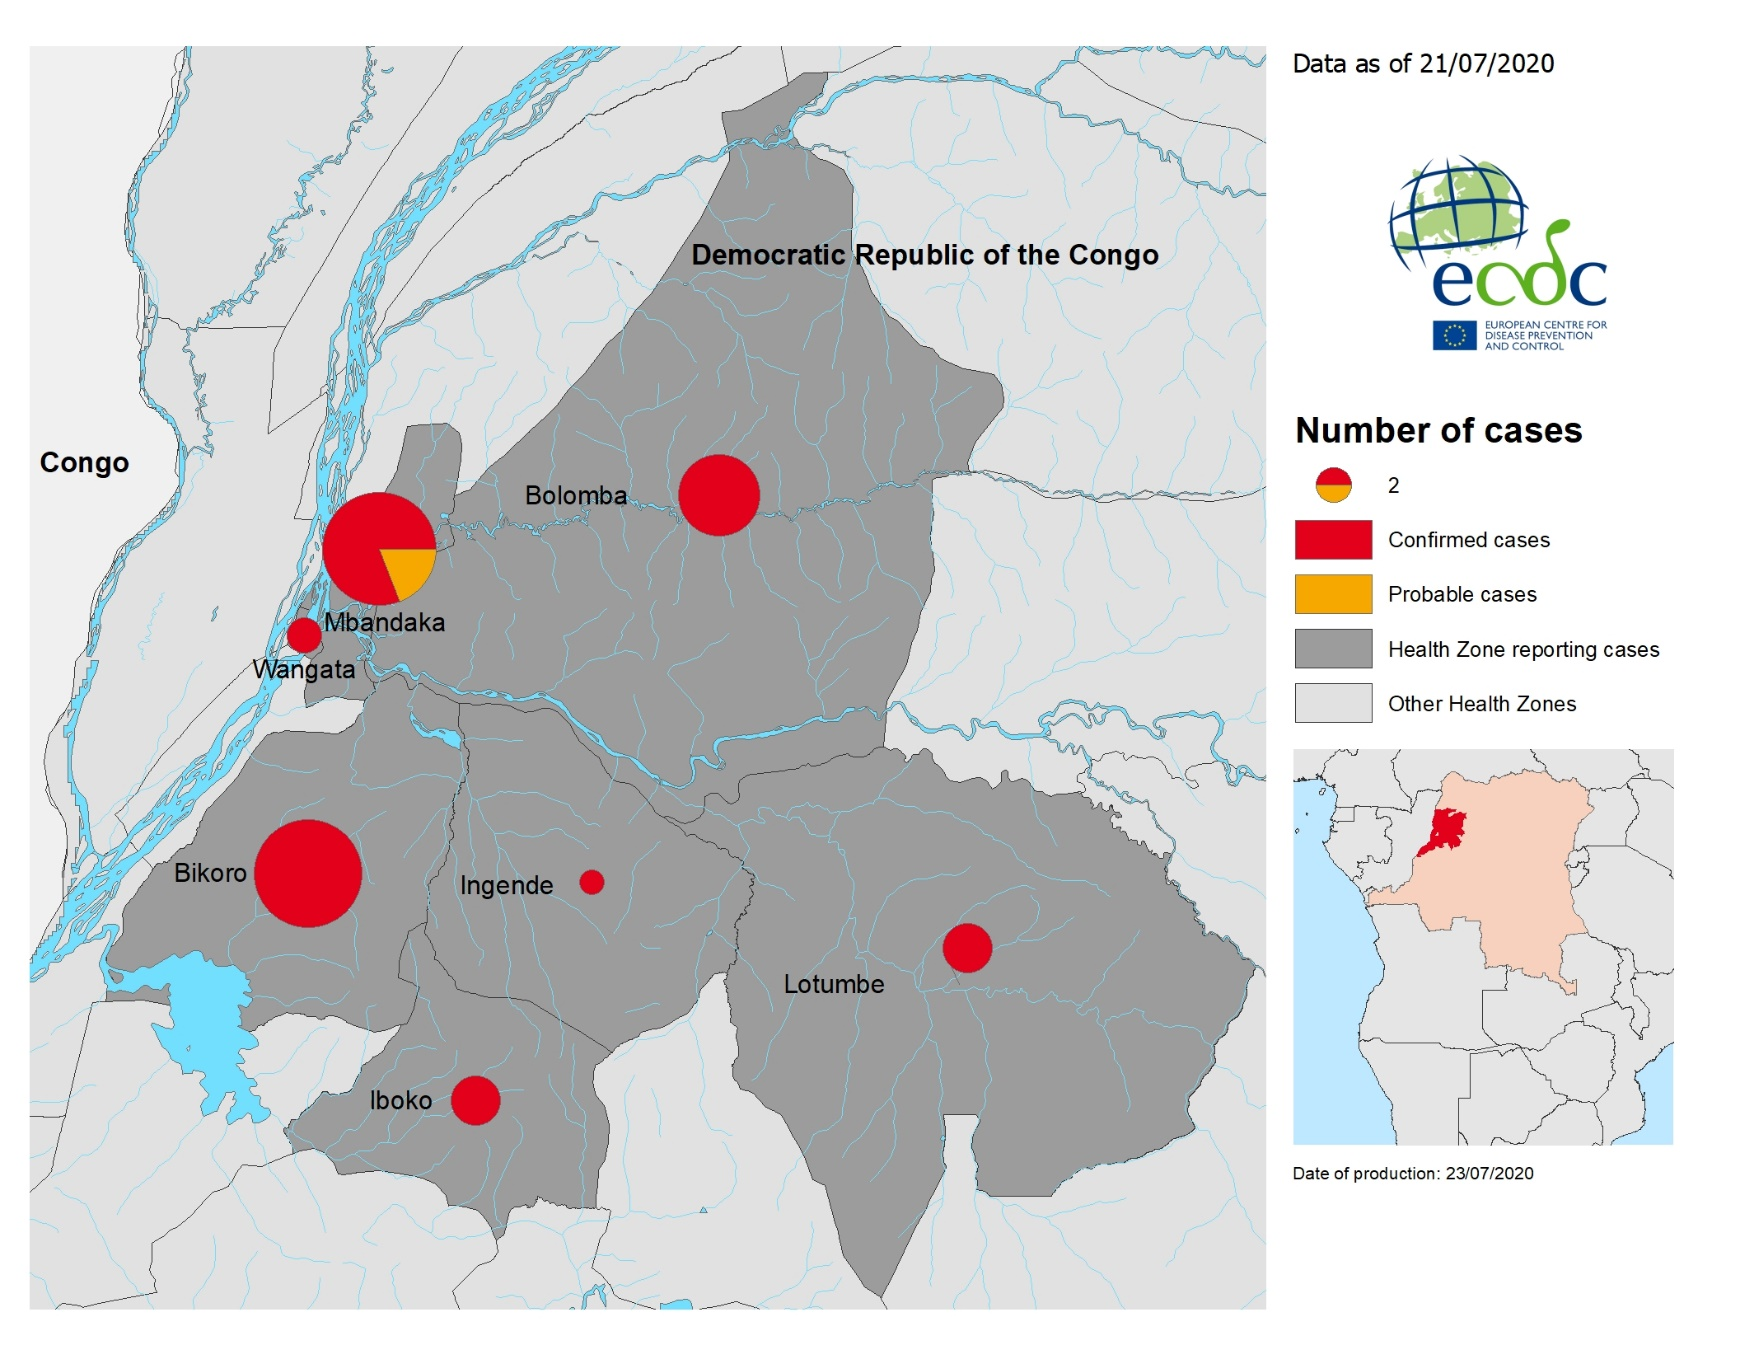 Data as of 21/07/2020
ecdc
EUROPEAN CENTRE FOR
DISEASE PREVENTION
AND CONTROL
Democratic Republic of the Congo
Congo
Bolomba
Mbandaka
Wangata
Bikoro
Ingende
Lotumbe
Iboko
Number of cases
2
Confirmed cases
Probable cases
Health Zone reporting cases
Other Health Zones
Date of production: 23/07/2020